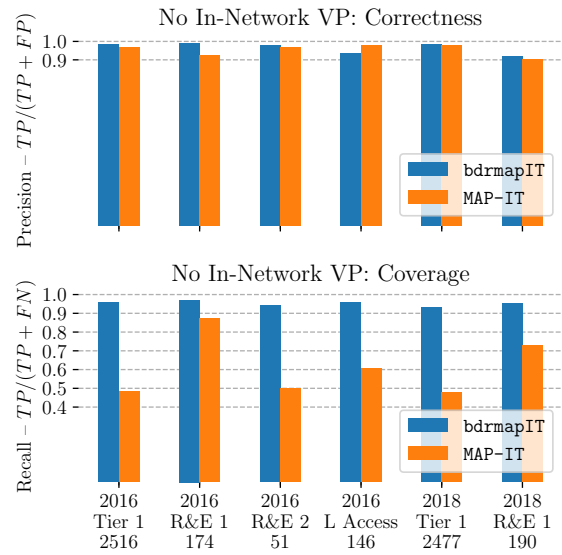 No In-Network VP: Correctness
Precision – TP/(TP + FP)
1.0
0.9
bdrmapIT
MAP-IT
No In-Network VP: Coverage
Recall – TP/(TP + FN)
1.0
0.9
0.8
0.7
0.6
0.5
0.4
bdrmapIT
MAP-IT
2016 2016 2016 2016 2018 2018
Tier 1 R&E 1 R&E 2 L Access Tier 1 R&E 1
2516 174 51 146 2477 190